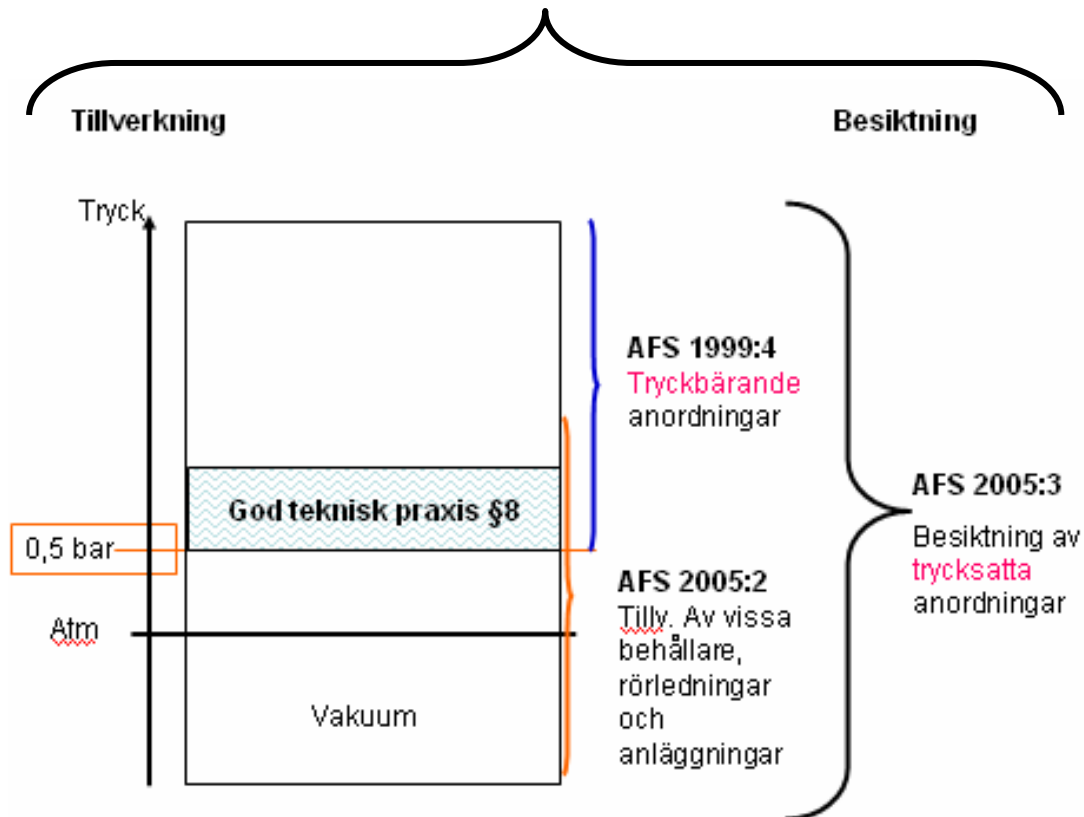 Tillverkning
Besiktning
Tryck
AFS 1999:4
Tryckbärande
anordningar
God teknisk praxis §8
0,5 bar
AFS 2005:3
Besiktning av
trycksatta
anordningar
AFS 2005:2
Tillv. Av vissa
behållare,
rörledningar
och
anläggningar
Atm
Vakuum